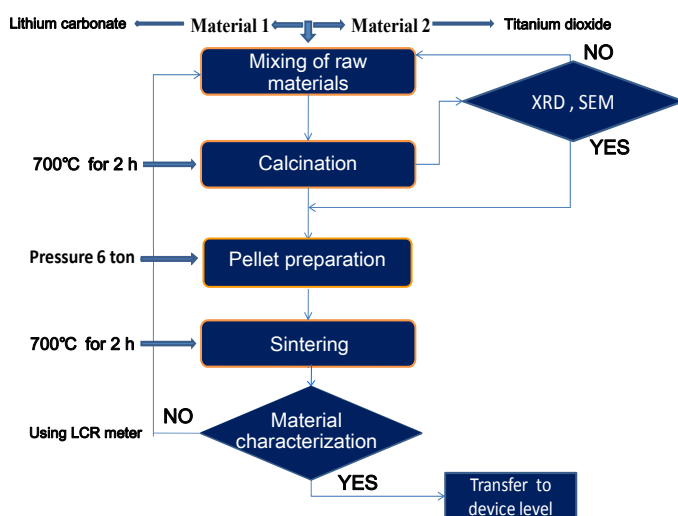 Lithium carbonate
Material 1
Material 2
Titanium dioxide
Mixing of raw
materials
NO
XRD , SEM
YES
700℃ for 2 h
Calcination
Pressure 6 ton
Pellet preparation
700℃ for 2 h
Sintering
NO
Using LCR meter
Material
characterization
YES
Transfer to
device level